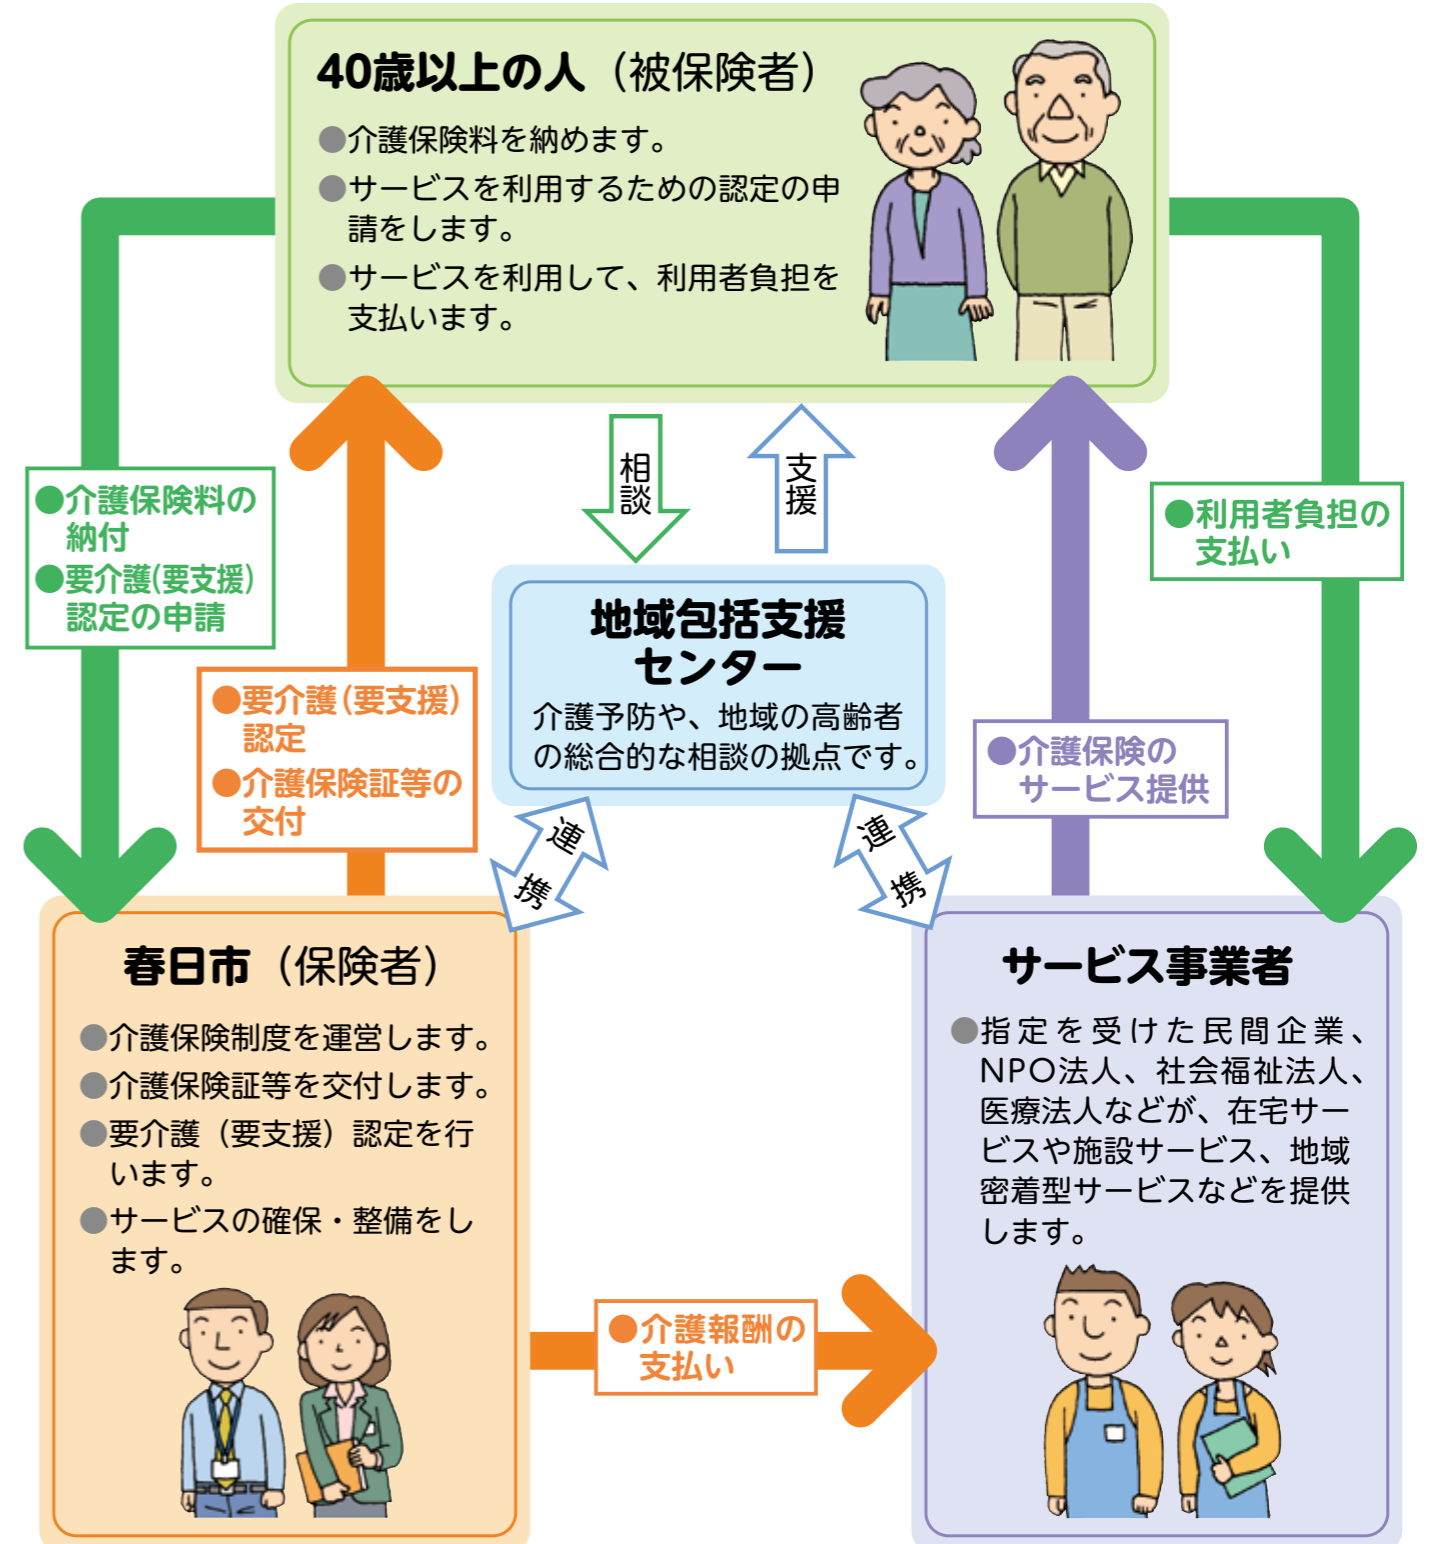 40歳以上の人（被保険者）
●介護保険料を納めます。
●サービスを利用するための認定の申
請をします。
●サービスを利用して、利用者負担を
支払います。
●介護保険料の
納付
●要介護(要支援)
認定の申請
●要介護(要支援)
認定
●介護保険証等の
交付
相談
支援
地域包括支援
センター
介護予防や、地域の高齢者
の総合的な相談の拠点です。
連携
連携
●介護保険の
サービス提供
●利用者負担の
支払い
春日市（保険者）
●介護保険制度を運営します。
●介護保険証等を交付します。
●要介護（要支援）認定を行
います。
●サービスの確保・整備をし
ます。
●介護報酬の
支払い
サービス事業者
●指定を受けた民間企業、
NPO法人、社会福祉法人、
医療法人などが、在宅サー
ビスや施設サービス、地域
密着型サービスなどを提供
します。